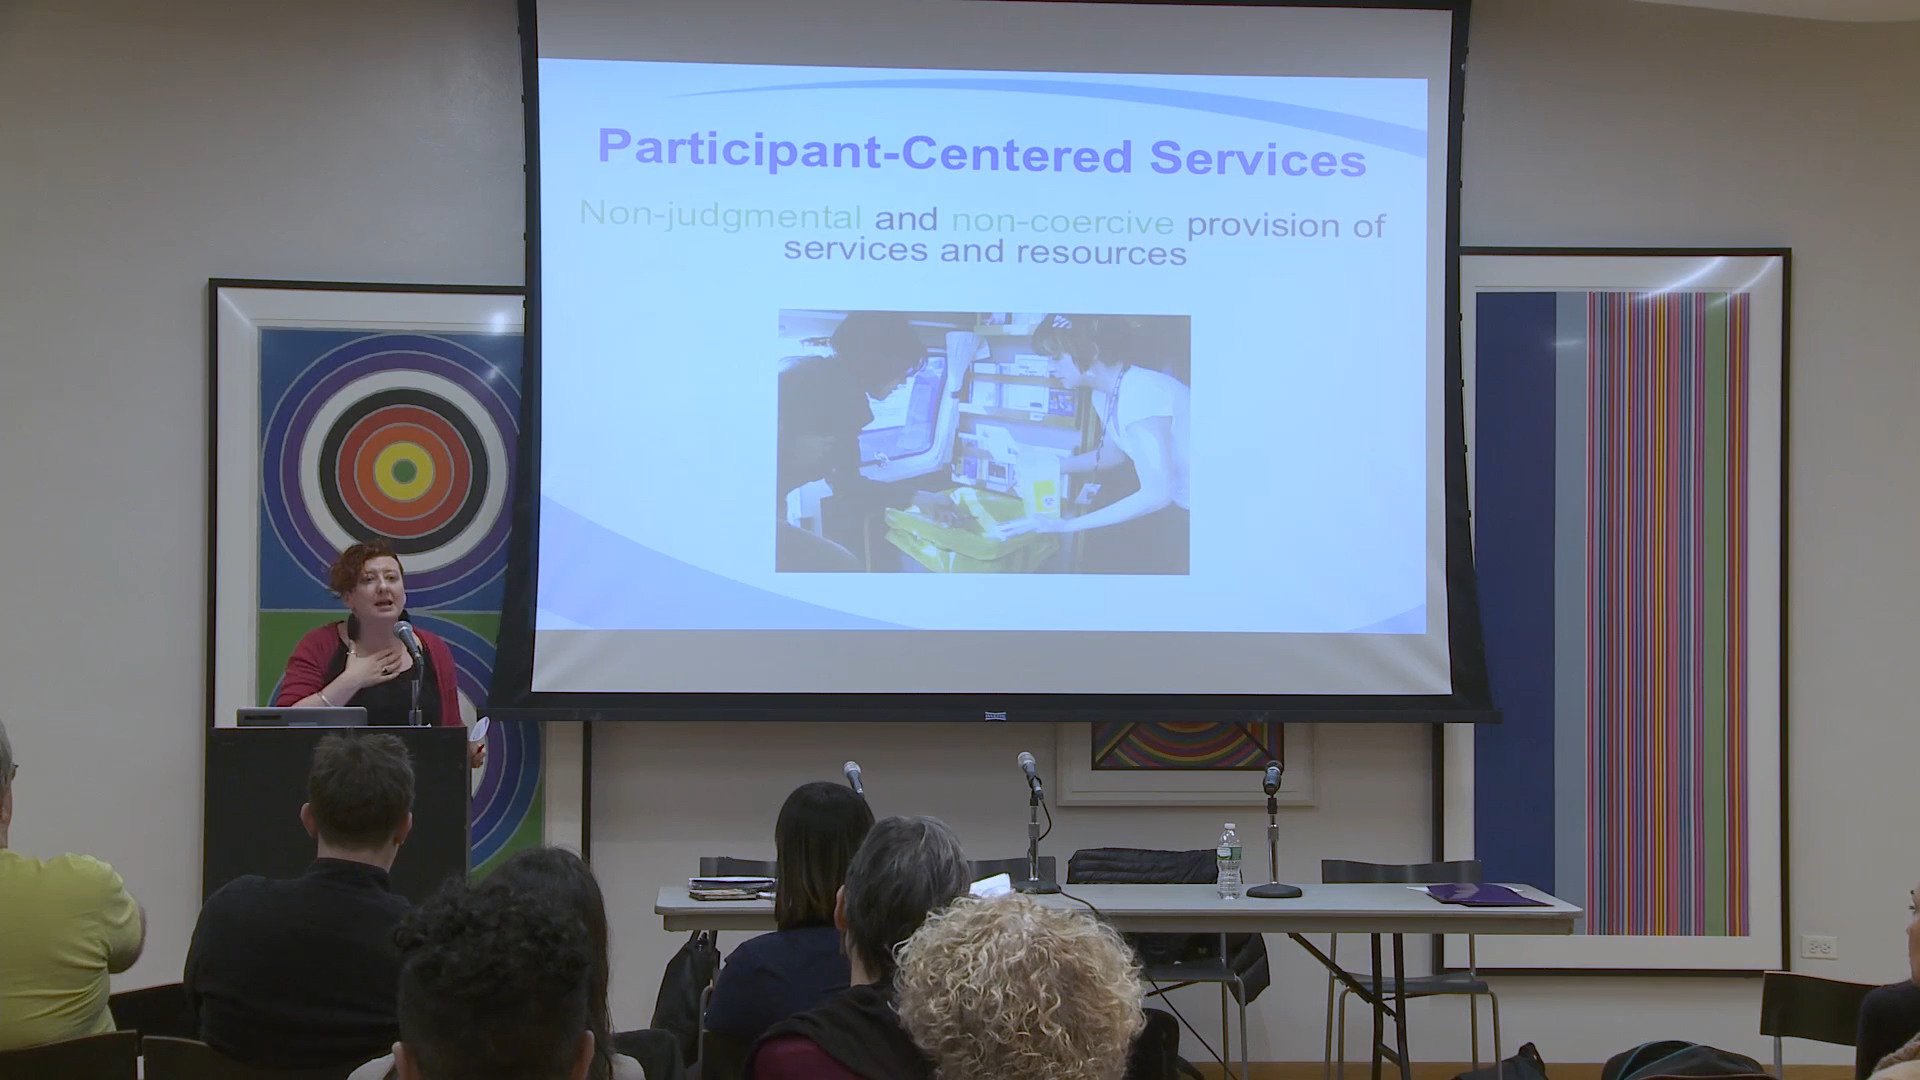 Participant-Centered Services
Non-judgmental and non-coercive provision of
services and resources